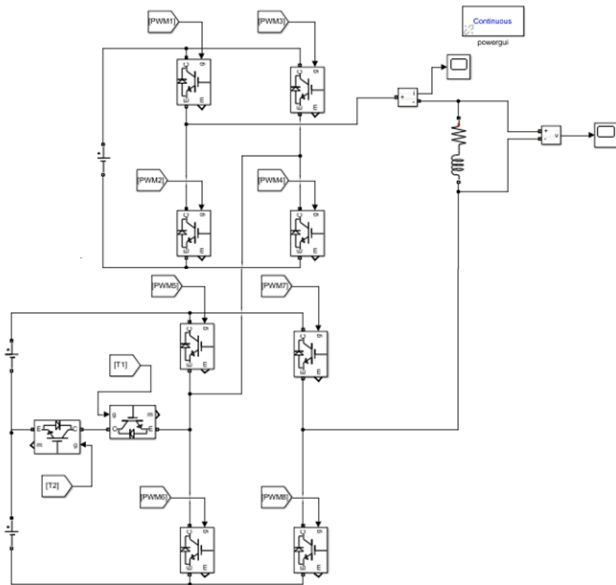 [PWM1]
[PWM3]
Continuous
powergui
C
g
E
m
C
g
E
m
+
i
-
+
-
v
+
[PWM2]
[PWM4]
C
g
E
m
C
g
E
m
[PWM5]
[PWM7]
C
g
E
m
C
g
E
m
+
[T1]
g
m
C
E
E
C
m
g
[T2]
[PWM6]
[PWM8]
+
C
g
E
m
C
g
E
m